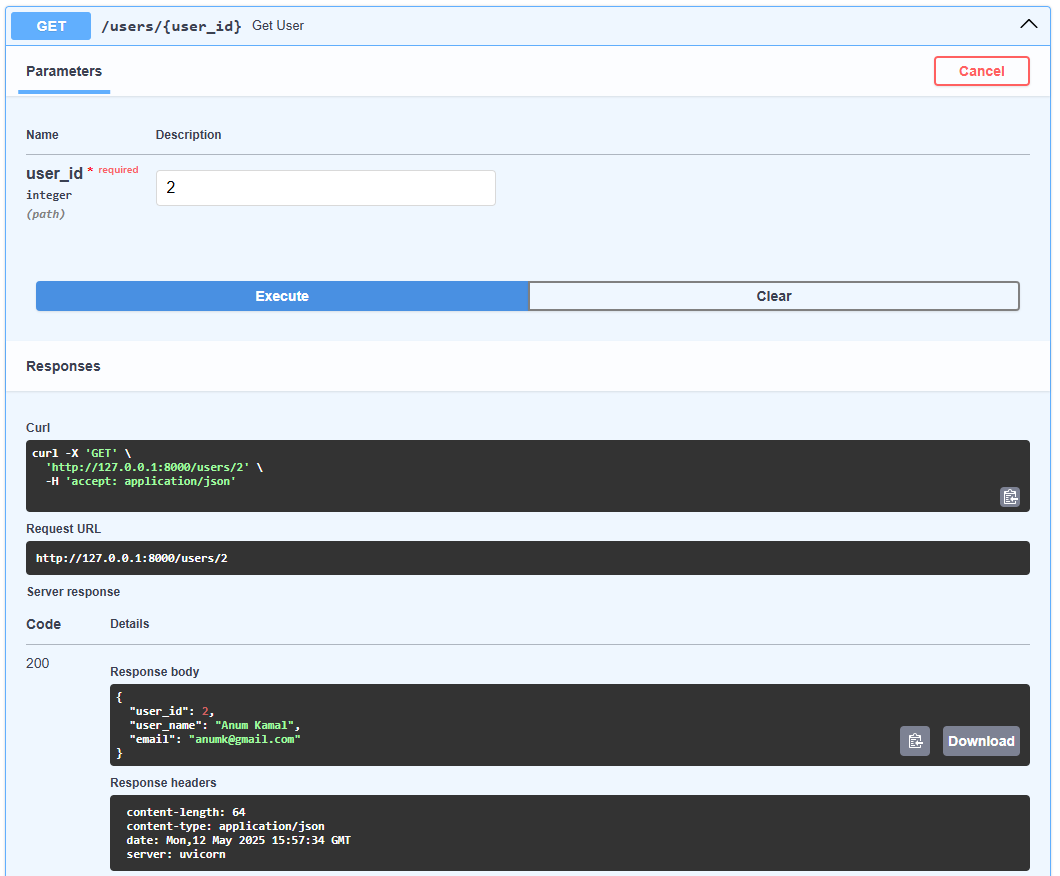 GET /users/{user_id} Get User
Parameters
Cancel
Name Description
user_id * required
integer
(path)
2
Execute Clear
Responses
Curl
curl -X 'GET' \
  'http://127.0.0.1:8000/users/2' \
  -H 'accept: application/json'
Request URL
http://127.0.0.1:8000/users/2
Server response
Code Details
200
Response body
{
  "user_id": 2,
  "user_name": "Anum Kamal",
  "email": "anumk@gmail.com"
}
Download
Response headers
content-length: 64
content-type: application/json
date: Mon,12 May 2025 15:57:34 GMT
server: uvicorn